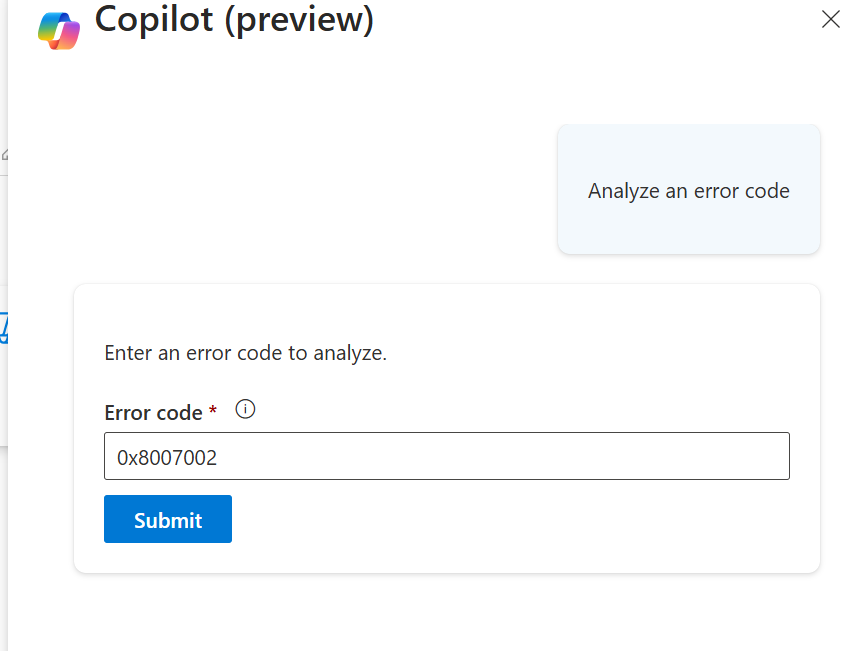 Copilot (preview)
Analyze an error code
Enter an error code to analyze.
Error code *
0x8007002
Submit